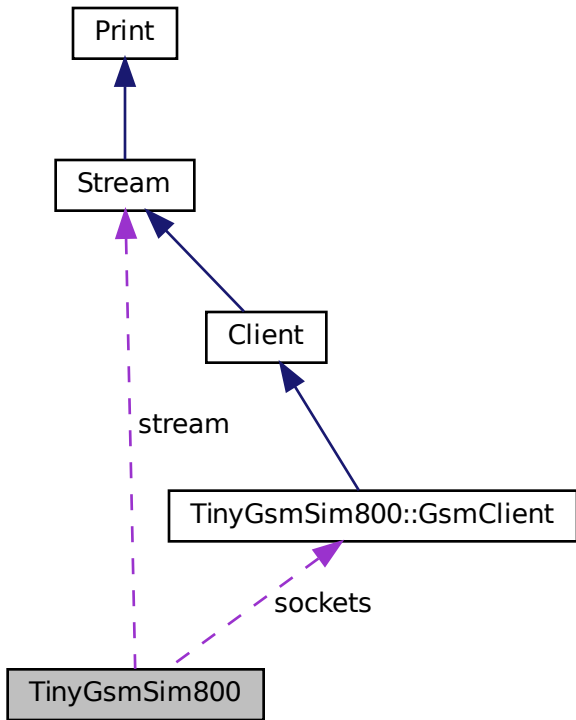 Print
Stream
Client
stream
TinyGsmSim800::GsmClient
sockets
TinyGsmSim800